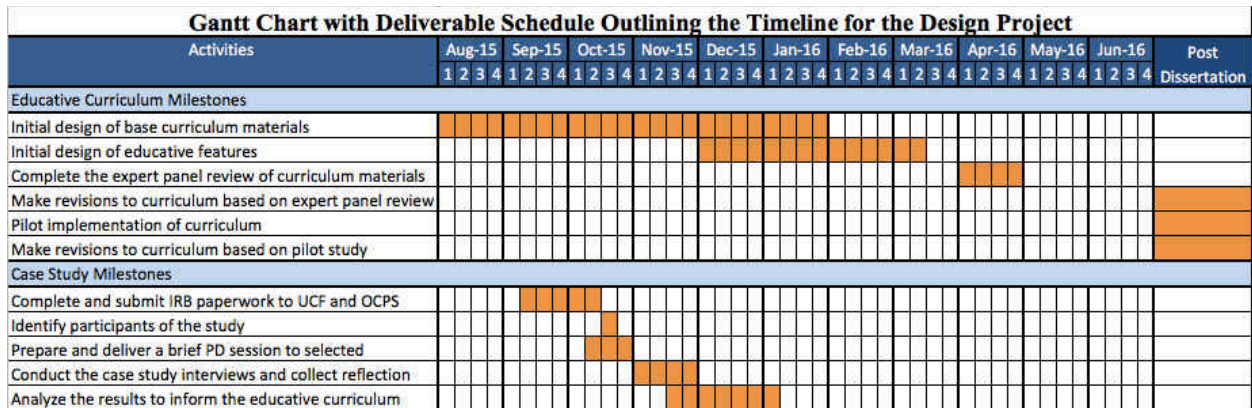 Gantt Chart with Deliverable Schedule Outlining the Timeline for the Design Project
Activities Aug-15 Sep-15 Oct-15 Nov-15 Dec-15 Jan-16 Feb-16 Mar-16 Apr-16 May-16 Jun-16 Post
1 2 3 4 1 2 3 4 1 2 3 4 1 2 3 4 1 2 3 4 1 2 3 4 1 2 3 4 1 2 3 4 1 2 3 4 1 2 3 4 1 2 3 4 Dissertation
Educative Curriculum Milestones
Initial design of base curriculum materials
Initial design of educative features
Complete the expert panel review of curriculum materials
Make revisions to curriculum based on expert panel review
Pilot implementation of curriculum
Make revisions to curriculum based on pilot study
Case Study Milestones
Complete and submit IRB paperwork to UCF and OCPS
Identify participants of the study
Prepare and deliver a brief PD session to selected
Conduct the case study interviews and collect reflection
Analyze the results to inform the educative curriculum